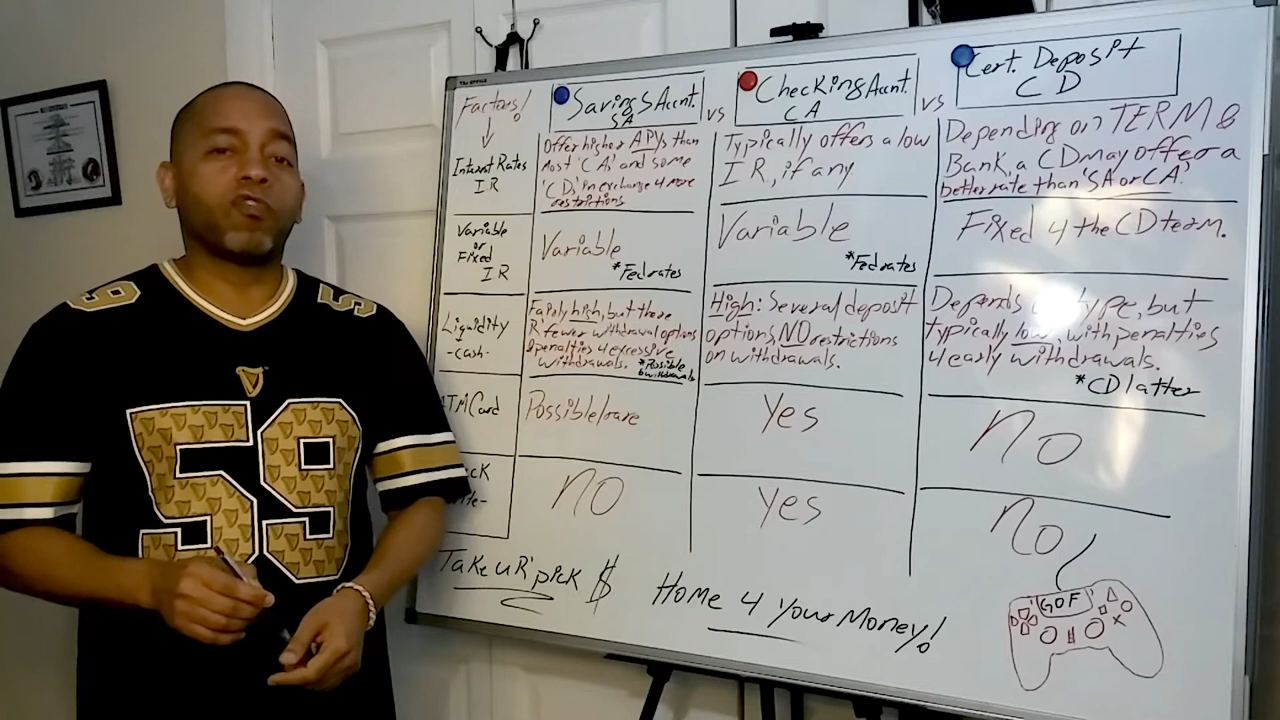 Factors!
Savings Accnt.
SA
vs
Checking Accnt.
CA
vs
Cert. Deposit
CD
Interest Rates
IR
Offer higher APYs than
most 'CA' and some
'CD' in exchange 4 more
restrictions
Typically offers a low
IR, if any
Depending on TERM &
Bank, a CD may offer a
better rate than 'SA or CA'.
Variable
or
Fixed
IR
Variable
*Fed rates
Variable
*Fed rates
Fixed 4 the CD term.
Liquidity
-Cash-
Fairly high, but there
R fewer withdrawal options
& penalties 4 excessive
withdrawals. *Possible
6 withdrawals
High: Several deposit
options, NO restrictions
on withdrawals.
Depends type, but
typically low, with penalties
4 early withdrawals.
*CD latter
ATM Card
Possible/rare
Yes
No
No
Yes
No
Take UR pick $
Home 4 Your Money!
GOF
59
59